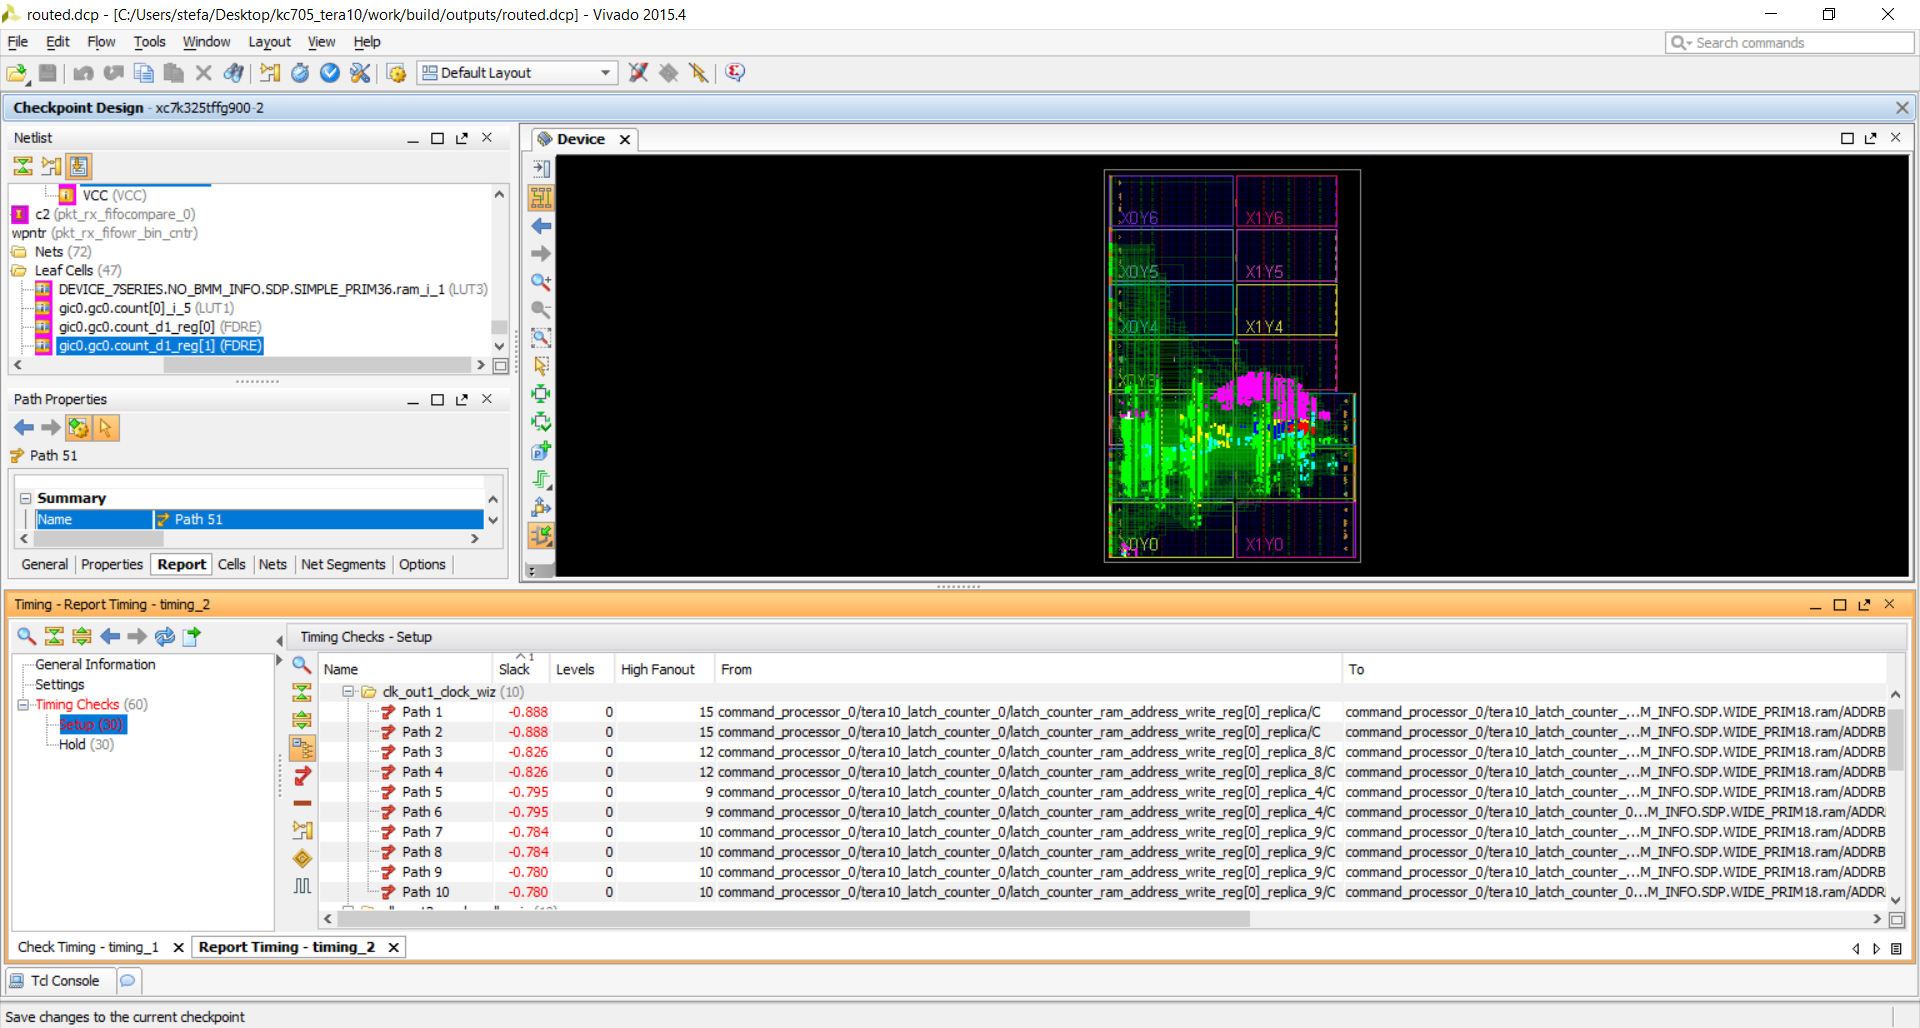 routed.dcp - [C:/Users/stefa/Desktop/kc705_tera10/work/build/outputs/routed.dcp] - Vivado 2015.4
File Edit Flow Tools Window Layout View Help
Search commands
Default Layout
Checkpoint Design - xc7k325tffg900-2
Netlist
VCC (VCC)
c2 (pkt_rx_fifocompare_0)
wpntr (pkt_rx_fifowr_bin_cntr)
Nets (72)
Leaf Cells (47)
DEVICE_7SERIES.NO_BMM_INFO.SDP.SIMPLE_PRIM36.ram_i_1 (LUT3)
gic0.gc0.count[0]_i_5 (LUT1)
gic0.gc0.count_d1_reg[0] (FDRE)
gic0.gc0.count_d1_reg[1] (FDRE)
Path Properties
Path 51
Summary
Name Path 51
General Properties Report Cells Nets Net Segments Options
Device
X0Y6 X1Y6
X0Y5 X1Y5
X0Y4 X1Y4
X0Y0 X1Y0
Timing - Report Timing - timing_2
General Information
Settings
Timing Checks (60)
Setup (30)
Hold (30)
Timing Checks - Setup
Name Slack 1 Levels High Fanout From To
clk_out1_clock_wiz (10)
Path 1 -0.888 0 15 command_processor_0/tera10_latch_counter_0/latch_counter_ram_address_write_reg[0]_replica/C command_processor_0/tera10_latch_counter_...M_INFO.SDP.WIDE_PRIM18.ram/ADDRB
Path 2 -0.888 0 15 command_processor_0/tera10_latch_counter_0/latch_counter_ram_address_write_reg[0]_replica/C command_processor_0/tera10_latch_counter_...M_INFO.SDP.WIDE_PRIM18.ram/ADDRB
Path 3 -0.826 0 12 command_processor_0/tera10_latch_counter_0/latch_counter_ram_address_write_reg[0]_replica_8/C command_processor_0/tera10_latch_counter_...M_INFO.SDP.WIDE_PRIM18.ram/ADDRB
Path 4 -0.826 0 12 command_processor_0/tera10_latch_counter_0/latch_counter_ram_address_write_reg[0]_replica_8/C command_processor_0/tera10_latch_counter_...M_INFO.SDP.WIDE_PRIM18.ram/ADDRB
Path 5 -0.795 0 9 command_processor_0/tera10_latch_counter_0/latch_counter_ram_address_write_reg[0]_replica_4/C command_processor_0/tera10_latch_counter_...M_INFO.SDP.WIDE_PRIM18.ram/ADDRB
Path 6 -0.795 0 9 command_processor_0/tera10_latch_counter_0/latch_counter_ram_address_write_reg[0]_replica_4/C command_processor_0/tera10_latch_counter_0...M_INFO.SDP.WIDE_PRIM18.ram/ADDR
Path 7 -0.784 0 10 command_processor_0/tera10_latch_counter_0/latch_counter_ram_address_write_reg[0]_replica_9/C command_processor_0/tera10_latch_counter_...M_INFO.SDP.WIDE_PRIM18.ram/ADDRB
Path 8 -0.784 0 10 command_processor_0/tera10_latch_counter_0/latch_counter_ram_address_write_reg[0]_replica_9/C command_processor_0/tera10_latch_counter_...M_INFO.SDP.WIDE_PRIM18.ram/ADDRB
Path 9 -0.780 0 10 command_processor_0/tera10_latch_counter_0/latch_counter_ram_address_write_reg[0]_replica_9/C command_processor_0/tera10_latch_counter_...M_INFO.SDP.WIDE_PRIM18.ram/ADDRB
Path 10 -0.780 0 10 command_processor_0/tera10_latch_counter_0/latch_counter_ram_address_write_reg[0]_replica_9/C command_processor_0/tera10_latch_counter_0...M_INFO.SDP.WIDE_PRIM18.ram/ADDR
Check Timing - timing_1 Report Timing - timing_2
Tcl Console
Save changes to the current checkpoint